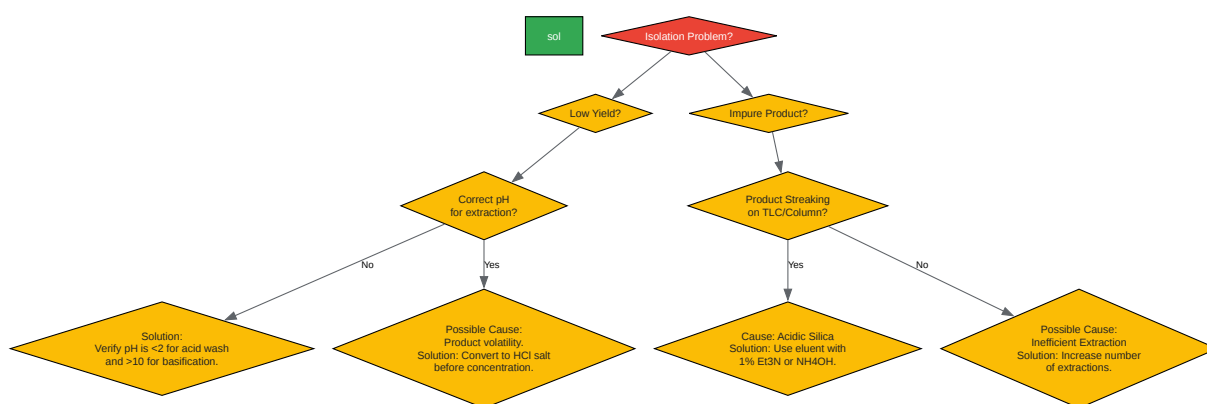 sol
Isolation Problem?
Low Yield?
Impure Product?
Correct pH
for extraction?
Product Streaking
on TLC/Column?
No
Yes
Yes
No
Solution:
Verify pH is <2 for acid wash
and >10 for basification.
Possible Cause:
Product volatility.
Solution: Convert to HCl salt
before concentration.
Cause: Acidic Silica
Solution: Use eluent with
1% Et3N or NH4OH.
Possible Cause:
Inefficient Extraction
Solution: Increase number
of extractions.